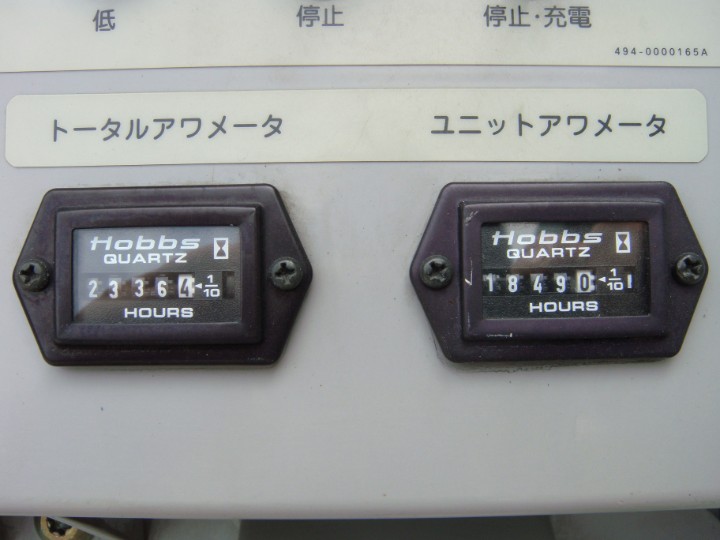 低 停止 停止・充電
494-0000165A
トータルアワメータ ユニットアワメータ
Hobbs
QUARTZ
23364 ◄1/10
HOURS
Hobbs
QUARTZ
18490 ◄1/10
HOURS